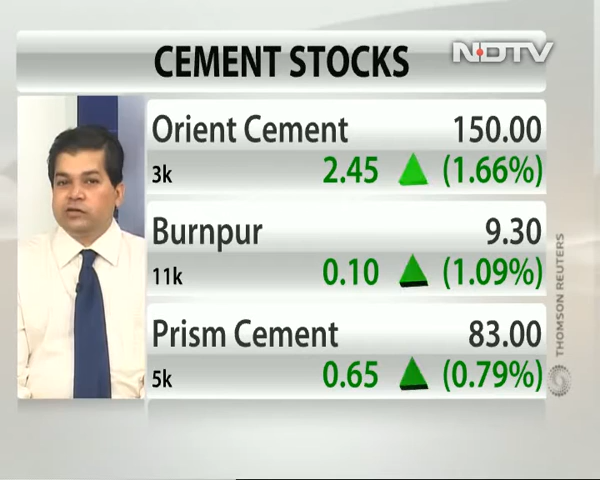 NDTV
CEMENT STOCKS
Orient Cement 150.00
3k 2.45 ▲ (1.66%)
Burnpur 9.30
11k 0.10 ▲ (1.09%)
Prism Cement 83.00
5k 0.65 ▲ (0.79%)
THOMSON REUTERS